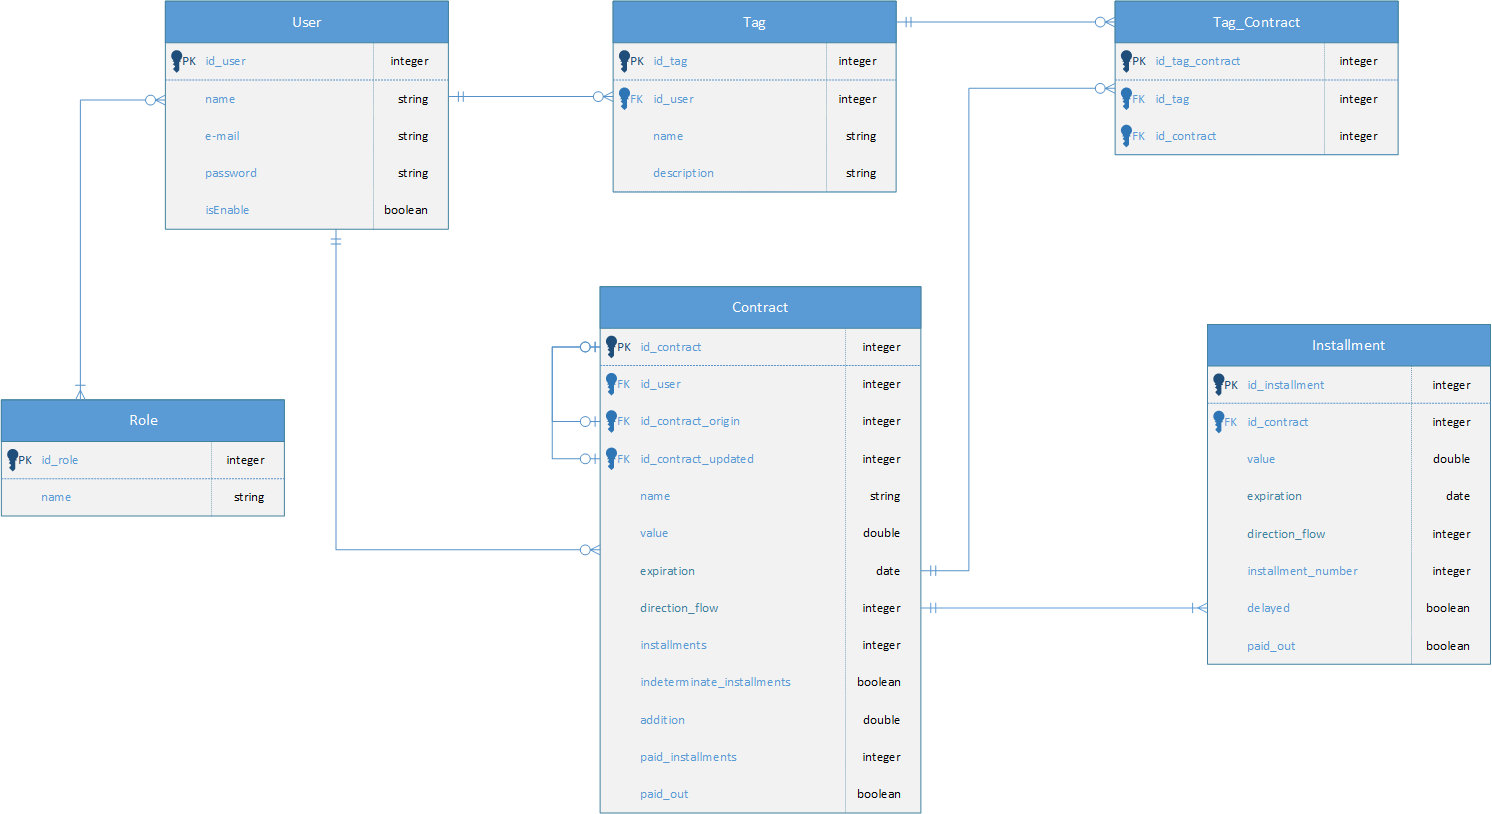 User
PK id_user integer
name string
e-mail string
password string
isEnable boolean
Tag
PK id_tag integer
FK id_user integer
name string
description string
Tag_Contract
PK id_tag_contract integer
FK id_tag integer
FK id_contract integer
Role
PK id_role integer
name string
Contract
PK id_contract integer
FK id_user integer
FK id_contract_origin integer
FK id_contract_updated integer
name string
value double
expiration date
direction_flow integer
installments integer
indeterminate_installments boolean
addition double
paid_installments integer
paid_out boolean
Installment
PK id_installment integer
FK id_contract integer
value double
expiration date
direction_flow integer
installment_number integer
delayed boolean
paid_out boolean